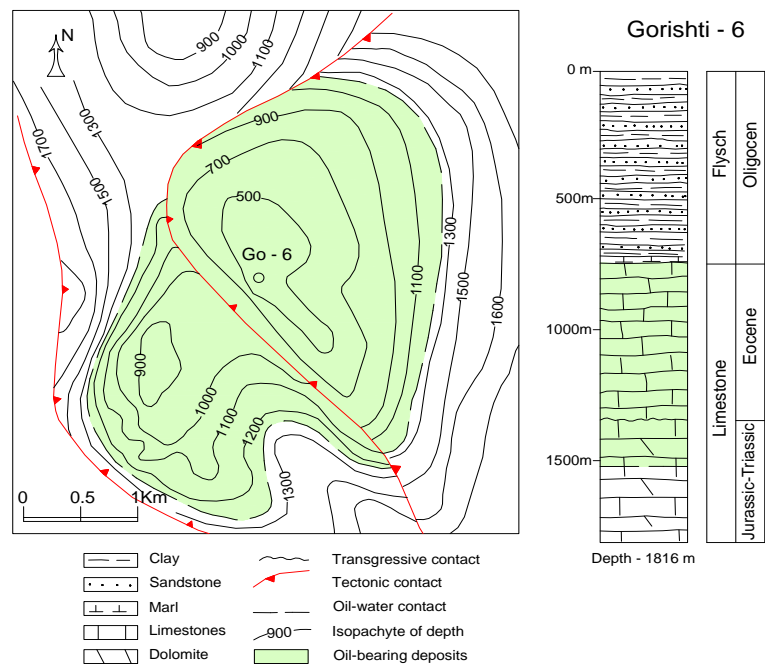 N
900
1000
1100
1700
1300
1500
900
700
500
Go - 6
1300
1100
1500
1600
900
1000
1100
1200
1300
0 0.5 1Km
Gorishti - 6
0 m
500m
1000m
1500m
Flysch
Oligocen
Limestone
Eocene
Jurassic-Triassic
Depth - 1816 m
Clay
Sandstone
Marl
Limestones
Dolomite
Transgressive contact
Tectonic contact
Oil-water contact
900 Isopachyte of depth
Oil-bearing deposits